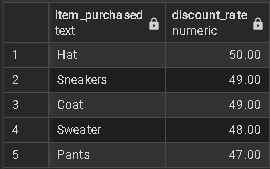 item_purchased discount_rate
text numeric
1 Hat 50.00
2 Sneakers 49.00
3 Coat 49.00
4 Sweater 48.00
5 Pants 47.00